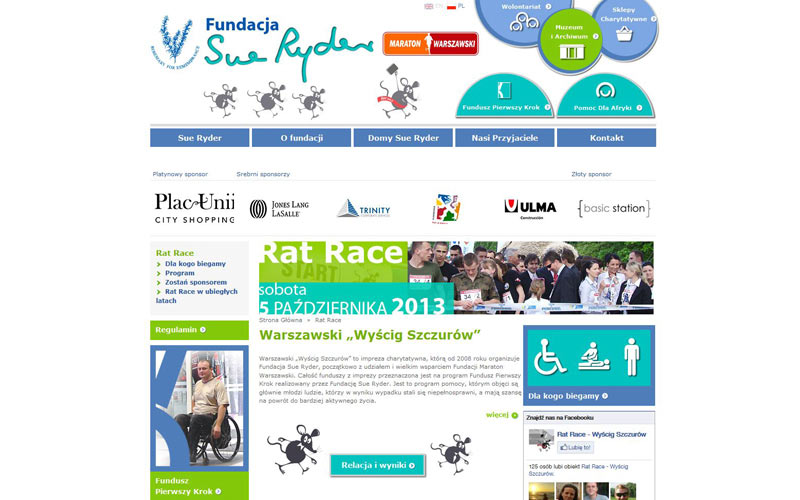 EN PL
Fundacja
Sue Ryder
ROSEMARY FOR REMEMBRANCE
MARATON WARSZAWSKI
Wolontariat
Muzeum
i Archiwum
Sklepy
Charytatywne
Fundusz Pierwszy Krok
Pomoc Dla Afryki
Sue Ryder
O fundacji
Domy Sue Ryder
Nasi Przyjaciele
Kontakt
Platynowy sponsor
Srebrni sponsorzy
Złoty sponsor
Plac Unii
CITY SHOPPING
JONES LANG
LASALLE
TRINITY
ULMA
Construcción
{basic station}
Rat Race
Dla kogo biegamy
Program
Zostań sponsorem
Rat Race w ubiegłych
latach
Rat Race
START
sobota
5 PAŹDZIERNIKA 2013
Strona Główna » Rat Race
Regulamin
Warszawski „Wyścig Szczurów”
Warszawski „Wyścig Szczurów” to impreza charytatywna, którą od 2008 roku organizuje
Fundacja Sue Ryder, początkowo z udziałem i wielkim wsparciem Fundacji Maraton
Warszawski. Całość funduszy z imprezy przeznaczona jest na program Fundusz Pierwszy
Krok realizowany przez Fundację Sue Ryder. Jest to program pomocy, którym objęci są
głównie młodzi ludzie, którzy w wyniku wypadku stali się niepełnosprawni, a mają szansę
na powrót do bardziej aktywnego życia.
więcej
Relacja i wyniki
Fundusz
Pierwszy Krok
Dla kogo biegamy
Znajdź nas na Facebooku
Rat Race - Wyścig Szczurów
Lubię to!
125 osób lubi obiekt Rat Race - Wyścig
Szczurów.